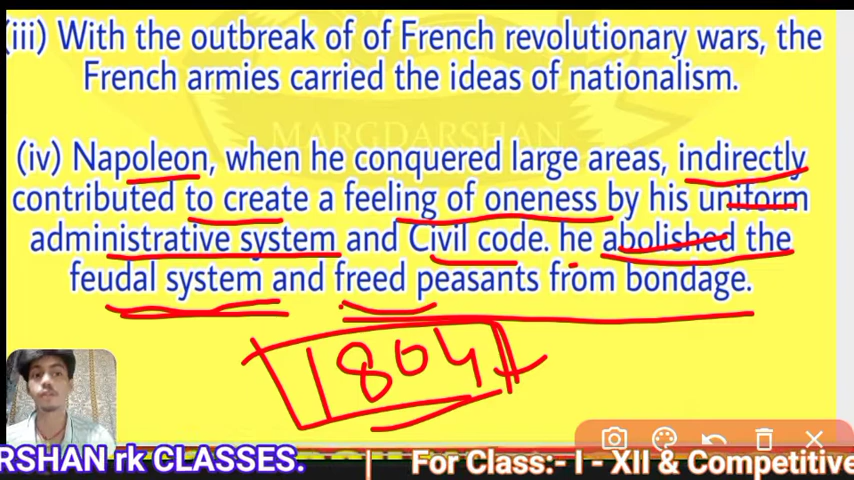 (iii) With the outbreak of of French revolutionary wars, the
French armies carried the ideas of nationalism.
MARGDARSHAN
(iv) Napoleon, when he conquered large areas, indirectly
contributed to create a feeling of oneness by his uniform
administrative system and Civil code. he abolished the
feudal system and freed peasants from bondage.
1804
RSHAN rk CLASSES. | For Class:- I - XII & Competitive